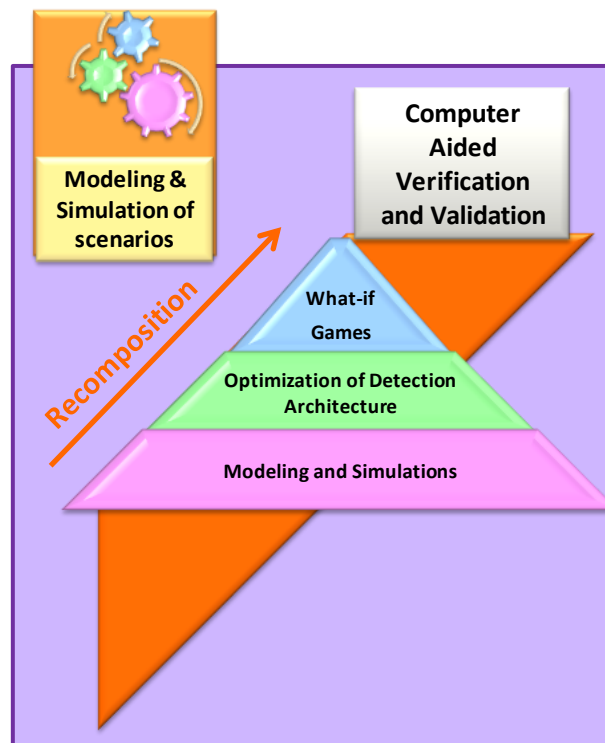 Modeling &
Simulation of
scenarios
Computer
Aided
Verification
and Validation
Recomposition
What-if
Games
Optimization of Detection
Architecture
Modeling and Simulations